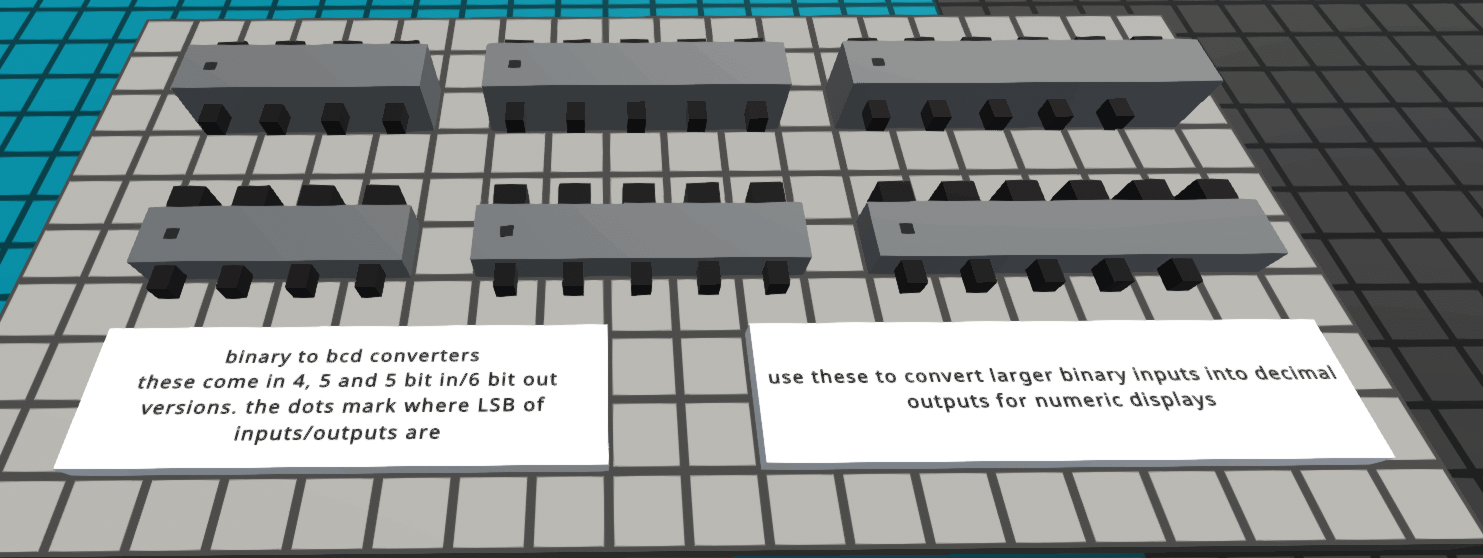 binary to bcd converters
these come in 4, 5 and 5 bit in/6 bit out
versions. the dots mark where LSB of
inputs/outputs are
use these to convert larger binary inputs into decimal
outputs for numeric displays